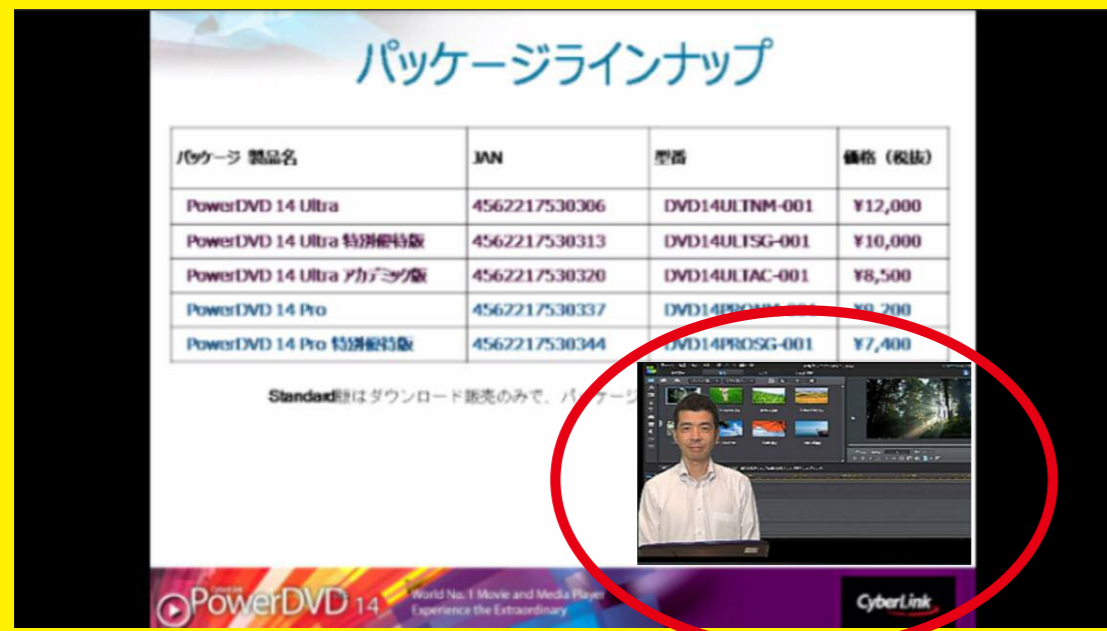 パッケージラインナップ
パッケージ 製品名 JAN 型番 価格（税抜）
PowerDVD 14 Ultra 4562217530306 DVD14ULTNM-001 ¥12,000
PowerDVD 14 Ultra 特別優待版 4562217530313 DVD14ULTSG-001 ¥10,000
PowerDVD 14 Ultra アカデミック版 4562217530320 DVD14ULTAC-001 ¥8,500
PowerDVD 14 Pro 4562217530337 ¥9,200
PowerDVD 14 Pro 特別優待版 4562217530344 DVD14PROSG-001 ¥7,400
Standard版はダウンロード販売のみで、パッケージ
PowerDVD 14
World No. 1 Movie and Media Player
Experience the Extraordinary
CyberLink